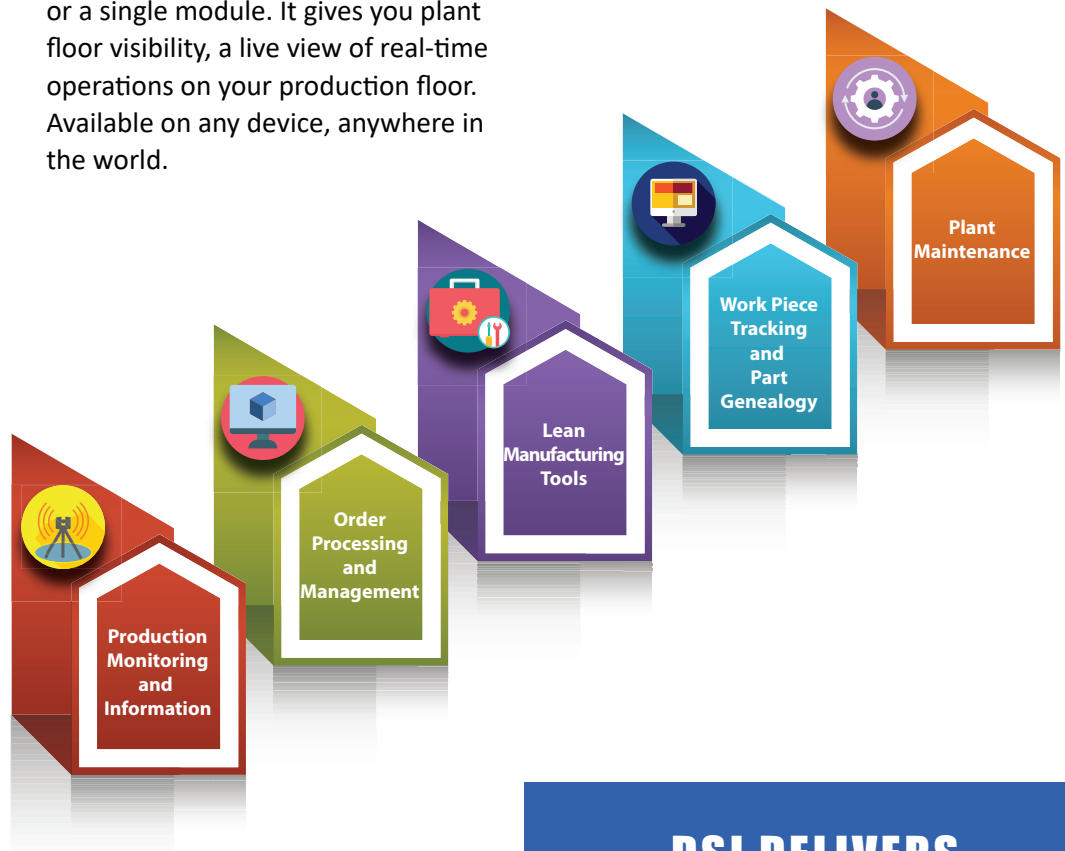 or a single module. It gives you plant
floor visibility, a live view of real-time
operations on your production floor.
Available on any device, anywhere in
the world.
Plant
Maintenance
Work Piece
Tracking
and
Part
Genealogy
Lean
Manufacturing
Tools
Order
Processing
and
Management
Production
Monitoring
and
Information
DELIVERS